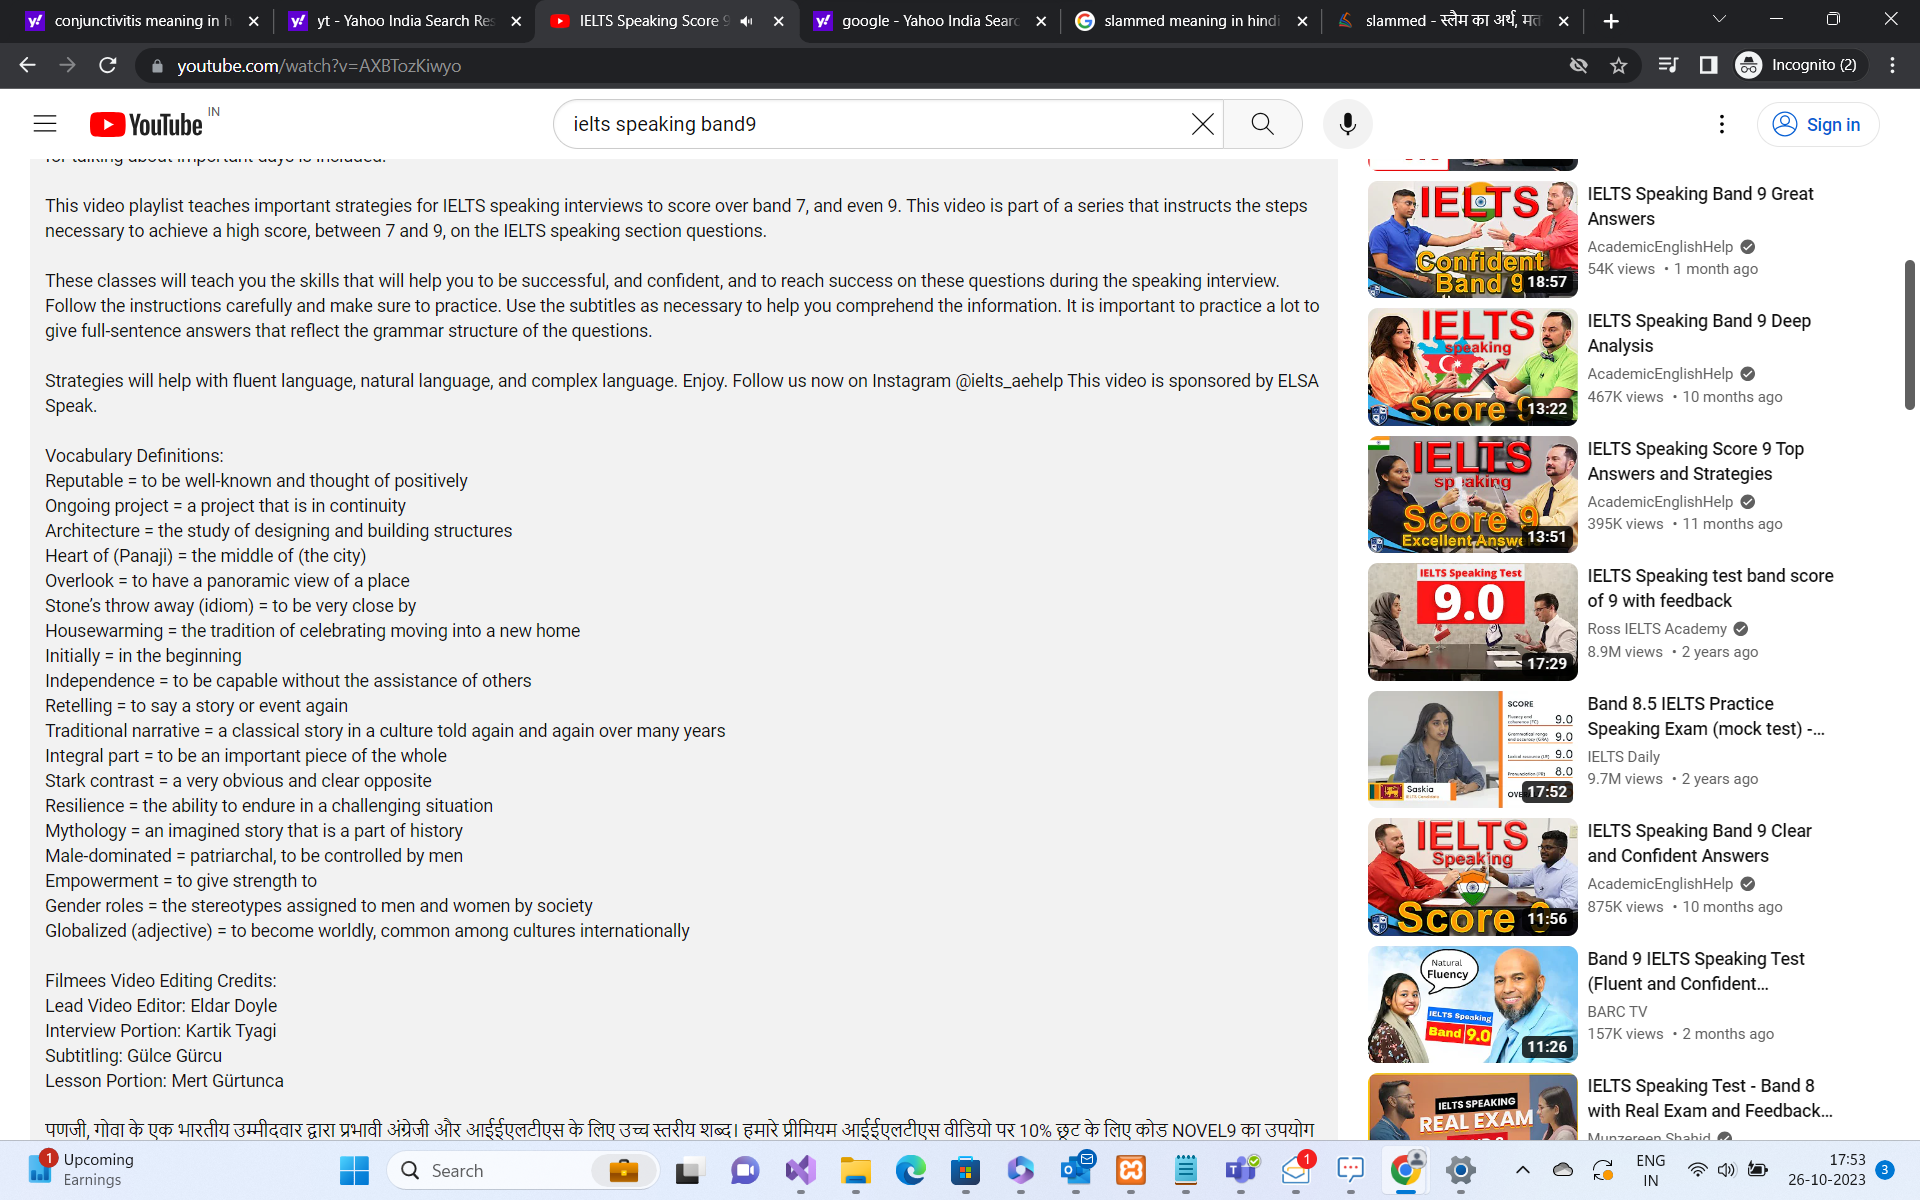 conjunctivitis meaning in h
yt - Yahoo India Search Res
IELTS Speaking Score 9
google - Yahoo India Searc
slammed meaning in hindi
slammed - स्लैम का अर्थ, मत
youtube.com/watch?v=AXBTozKiwyo
Incognito (2)
YouTube IN
ielts speaking band9
Sign in
for talking about important days is included.
This video playlist teaches important strategies for IELTS speaking interviews to score over band 7, and even 9. This video is part of a series that instructs the steps
necessary to achieve a high score, between 7 and 9, on the IELTS speaking section questions.
These classes will teach you the skills that will help you to be successful, and confident, and to reach success on these questions during the speaking interview.
Follow the instructions carefully and make sure to practice. Use the subtitles as necessary to help you comprehend the information. It is important to practice a lot to
give full-sentence answers that reflect the grammar structure of the questions.
Strategies will help with fluent language, natural language, and complex language. Enjoy. Follow us now on Instagram @ielts_aehelp This video is sponsored by ELSA
Speak.
Vocabulary Definitions:
Reputable = to be well-known and thought of positively
Ongoing project = a project that is in continuity
Architecture = the study of designing and building structures
Heart of (Panaji) = the middle of (the city)
Overlook = to have a panoramic view of a place
Stone's throw away (idiom) = to be very close by
Housewarming = the tradition of celebrating moving into a new home
Initially = in the beginning
Independence = to be capable without the assistance of others
Retelling = to say a story or event again
Traditional narrative = a classical story in a culture told again and again over many years
Integral part = to be an important piece of the whole
Stark contrast = a very obvious and clear opposite
Resilience = the ability to endure in a challenging situation
Mythology = an imagined story that is a part of history
Male-dominated = patriarchal, to be controlled by men
Empowerment = to give strength to
Gender roles = the stereotypes assigned to men and women by society
Globalized (adjective) = to become worldly, common among cultures internationally
Filmees Video Editing Credits:
Lead Video Editor: Eldar Doyle
Interview Portion: Kartik Tyagi
Subtitling: Gülce Gürcu
Lesson Portion: Mert Gürtunca
पणजी, गोवा के एक भारतीय उम्मीदवार द्वारा प्रभावी अंग्रेजी और आईईएलटीएस के लिए उच्च स्तरीय शब्द। हमारे प्रीमियम आईईएलटीएस वीडियो पर 10% छूट के लिए कोड NOVEL9 का उपयोग
IELTS
Confident
Band 9
18:57
IELTS Speaking Band 9 Great
Answers
AcademicEnglishHelp
54K views • 1 month ago
IELTS
speaking
Score 9
13:22
IELTS Speaking Band 9 Deep
Analysis
AcademicEnglishHelp
467K views • 10 months ago
IELTS
speaking
Score 9
Excellent Answe
13:51
IELTS Speaking Score 9 Top
Answers and Strategies
AcademicEnglishHelp
395K views • 11 months ago
IELTS Speaking Test
9.0
17:29
IELTS Speaking test band score
of 9 with feedback
Ross IELTS Academy
8.9M views • 2 years ago
SCORE
9.0
9.0
9.0
8.0
Saskia
OVE
17:52
Band 8.5 IELTS Practice
Speaking Exam (mock test) -...
IELTS Daily
9.7M views • 2 years ago
IELTS
Speaking
Score
11:56
IELTS Speaking Band 9 Clear
and Confident Answers
AcademicEnglishHelp
875K views • 10 months ago
Natural
Fluency
IELTS Speaking
Band 9.0
11:26
Band 9 IELTS Speaking Test
(Fluent and Confident...
BARC TV
157K views • 2 months ago
IELTS SPEAKING
REAL EXAM
IELTS Speaking Test - Band 8
with Real Exam and Feedback...
Munzereen Shahid
1
Upcoming
Earnings
Search
1
ENG
IN
17:53
26-10-2023
3